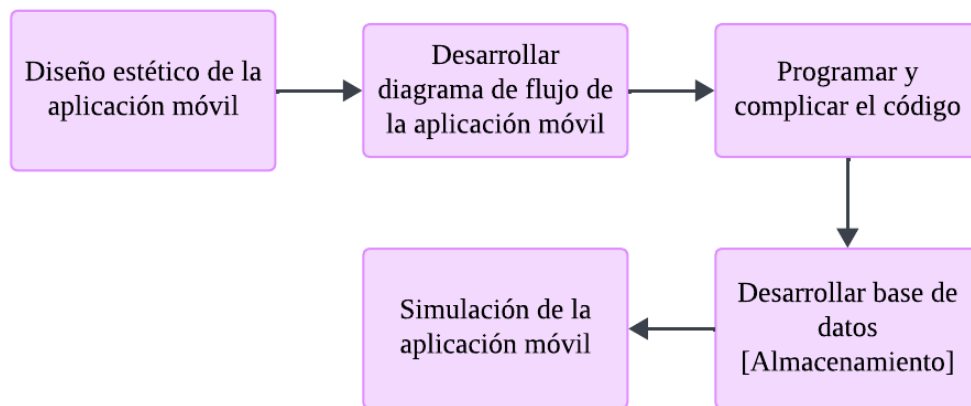 Diseño estético de la
aplicación móvil
Desarrollar
diagrama de flujo de
la aplicación móvil
Programar y
complicar el código
Desarrollar base de
datos
[Almacenamiento]
Simulación de la
aplicación móvil